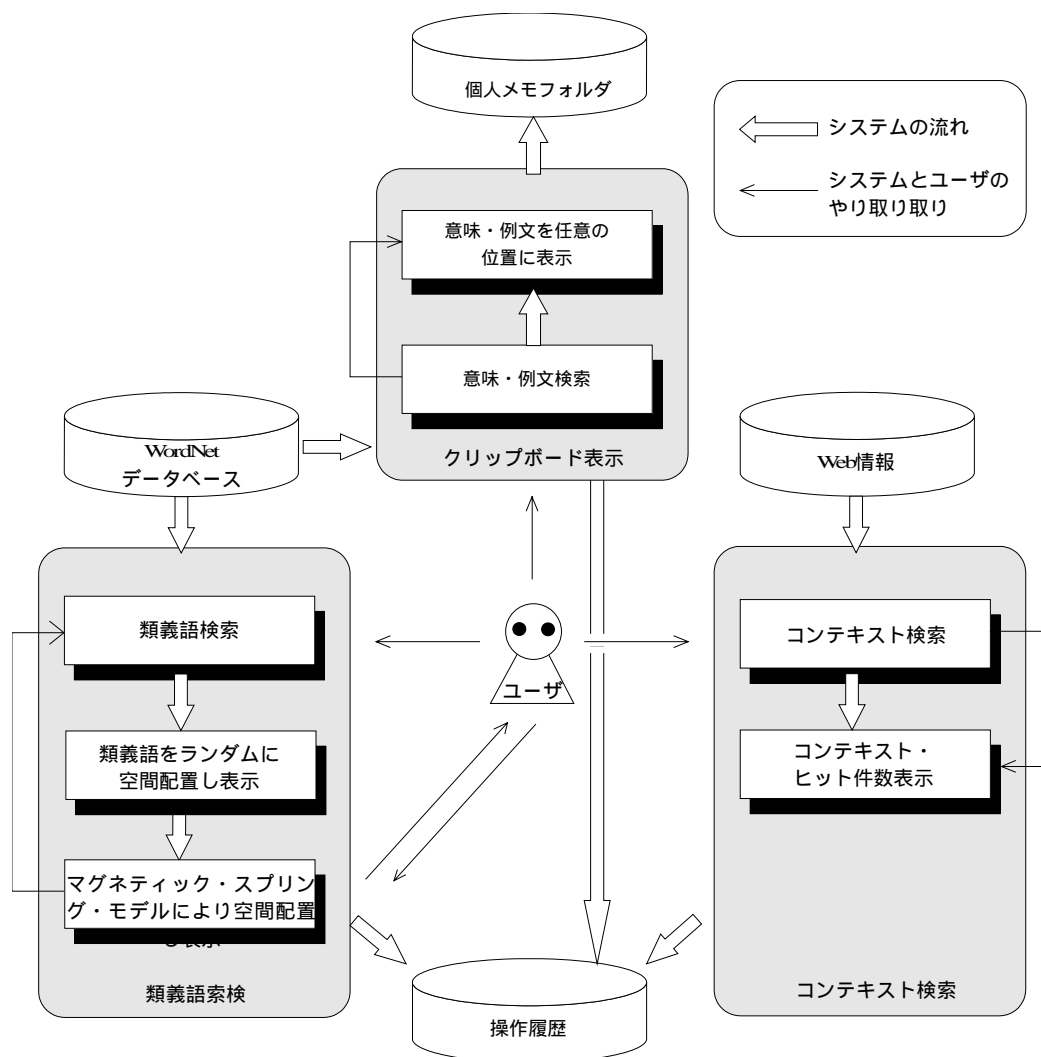 個人メモフォルダ
システムの流れ
システムとユーザの
やり取り取り
意味・例文を任意の
位置に表示
意味・例文検索
クリップボード表示
WordNet
データベース
Web情報
類義語検索
類義語をランダムに
空間配置し表示
マグネティック・スプリン
グ・モデルにより空間配置
し表示
類義語索検
ユーザ
コンテキスト検索
コンテキスト・
ヒット件数表示
コンテキスト検索
操作履歴